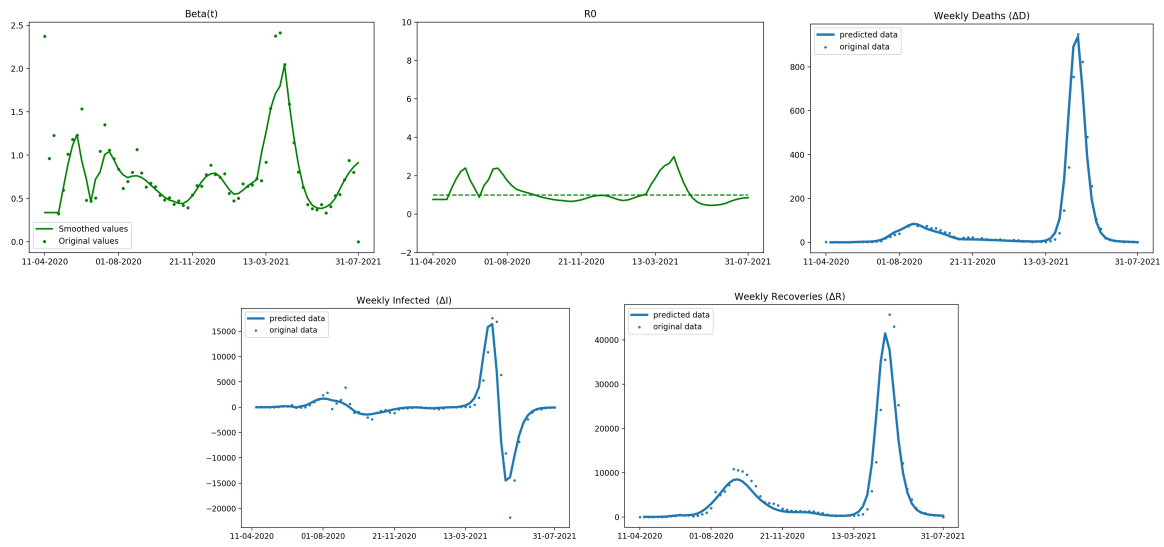 Beta(t)
2.5
2.0
1.5
1.0
0.5
0.0
Smoothed values
Original values
11-04-2020 01-08-2020 21-11-2020 13-03-2021 31-07-2021
R0
10
8
6
4
2
0
−2
11-04-2020 01-08-2020 21-11-2020 13-03-2021 31-07-2021
Weekly Deaths (ΔD)
predicted data
original data
800
600
400
200
0
11-04-2020 01-08-2020 21-11-2020 13-03-2021 31-07-2021
Weekly Infected (ΔI)
predicted data
original data
15000
10000
5000
0
−5000
−10000
−15000
−20000
11-04-2020 01-08-2020 21-11-2020 13-03-2021 31-07-2021
Weekly Recoveries (ΔR)
predicted data
original data
40000
30000
20000
10000
0
11-04-2020 01-08-2020 21-11-2020 13-03-2021 31-07-2021